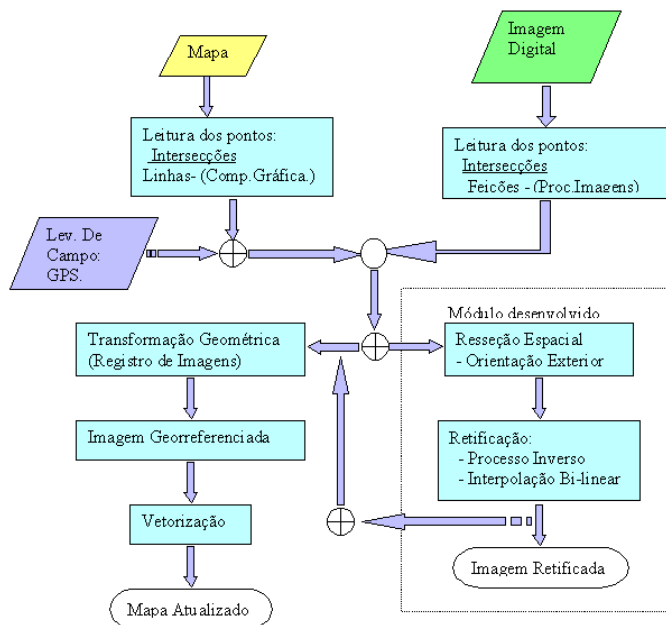 Mapa
Imagem
Digital
Leitura dos pontos:
Intersecções
Linhas- (Comp.Gráfica.)
Leitura dos pontos:
Intersecções
Feições - (Proc.Imagens)
Lev. De
Campo:
GPS.
Módulo desenvolvido
Transformação Geométrica
(Registro de Imagens)
Resseção Espacial
- Orientação Exterior
Imagem Georreferenciada
Retificação:
- Processo Inverso
- Interpolação Bi-linear
Vetorização
Imagem Retificada
Mapa Atualizado